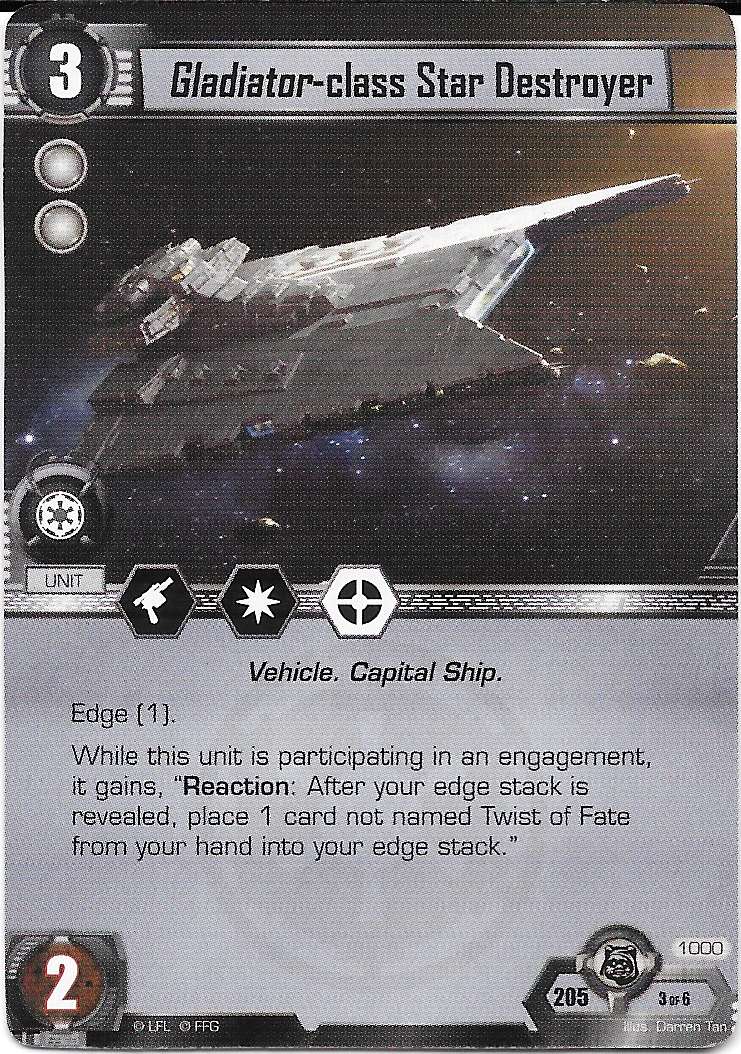 3
Gladiator-class Star Destroyer
UNIT
Vehicle. Capital Ship.
Edge (1).
While this unit is participating in an engagement,
it gains, “Reaction: After your edge stack is
revealed, place 1 card not named Twist of Fate
from your hand into your edge stack.”
2
1000
205
3 OF 6
© LFL © FFG
Illus. Darren Tan